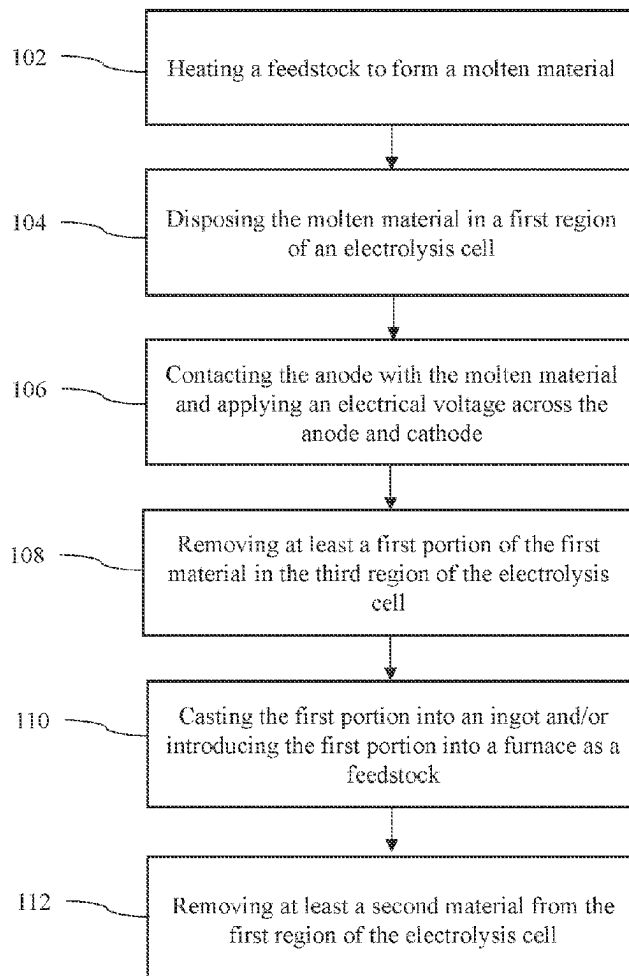 102
Heating a feedstock to form a molten material
104
Disposing the molten material in a first region
of an electrolysis cell
106
Contacting the anode with the molten material
and applying an electrical voltage across the
anode and cathode
108
Removing at least a first portion of the first
material in the third region of the electrolysis
cell
110
Casting the first portion into an ingot and/or
introducing the first portion into a furnace as a
feedstock
112
Removing at least a second material from the
first region of the electrolysis cell